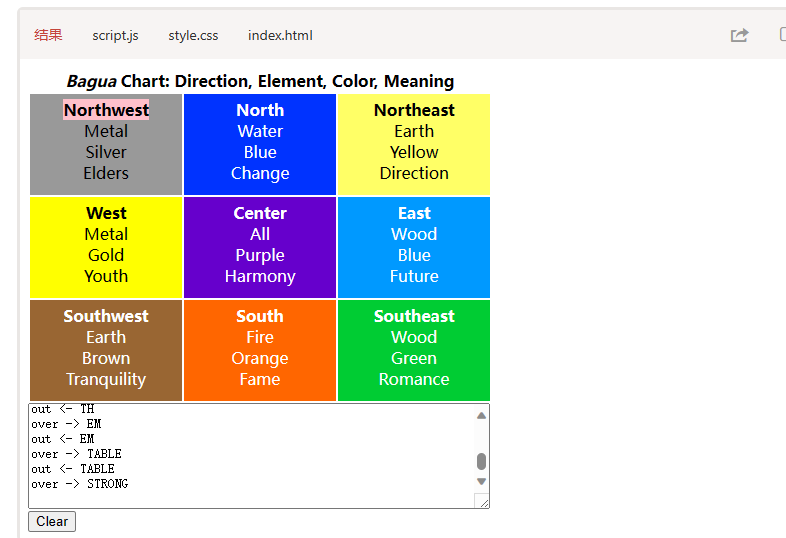 结果 script.js style.css index.html
Bagua Chart: Direction, Element, Color, Meaning
Northwest
Metal
Silver
Elders
North
Water
Blue
Change
Northeast
Earth
Yellow
Direction
West
Metal
Gold
Youth
Center
All
Purple
Harmony
East
Wood
Blue
Future
Southwest
Earth
Brown
Tranquility
South
Fire
Orange
Fame
Southeast
Wood
Green
Romance
out <- TH
over -> EM
out <- EM
over -> TABLE
out <- TABLE
over -> STRONG
Clear